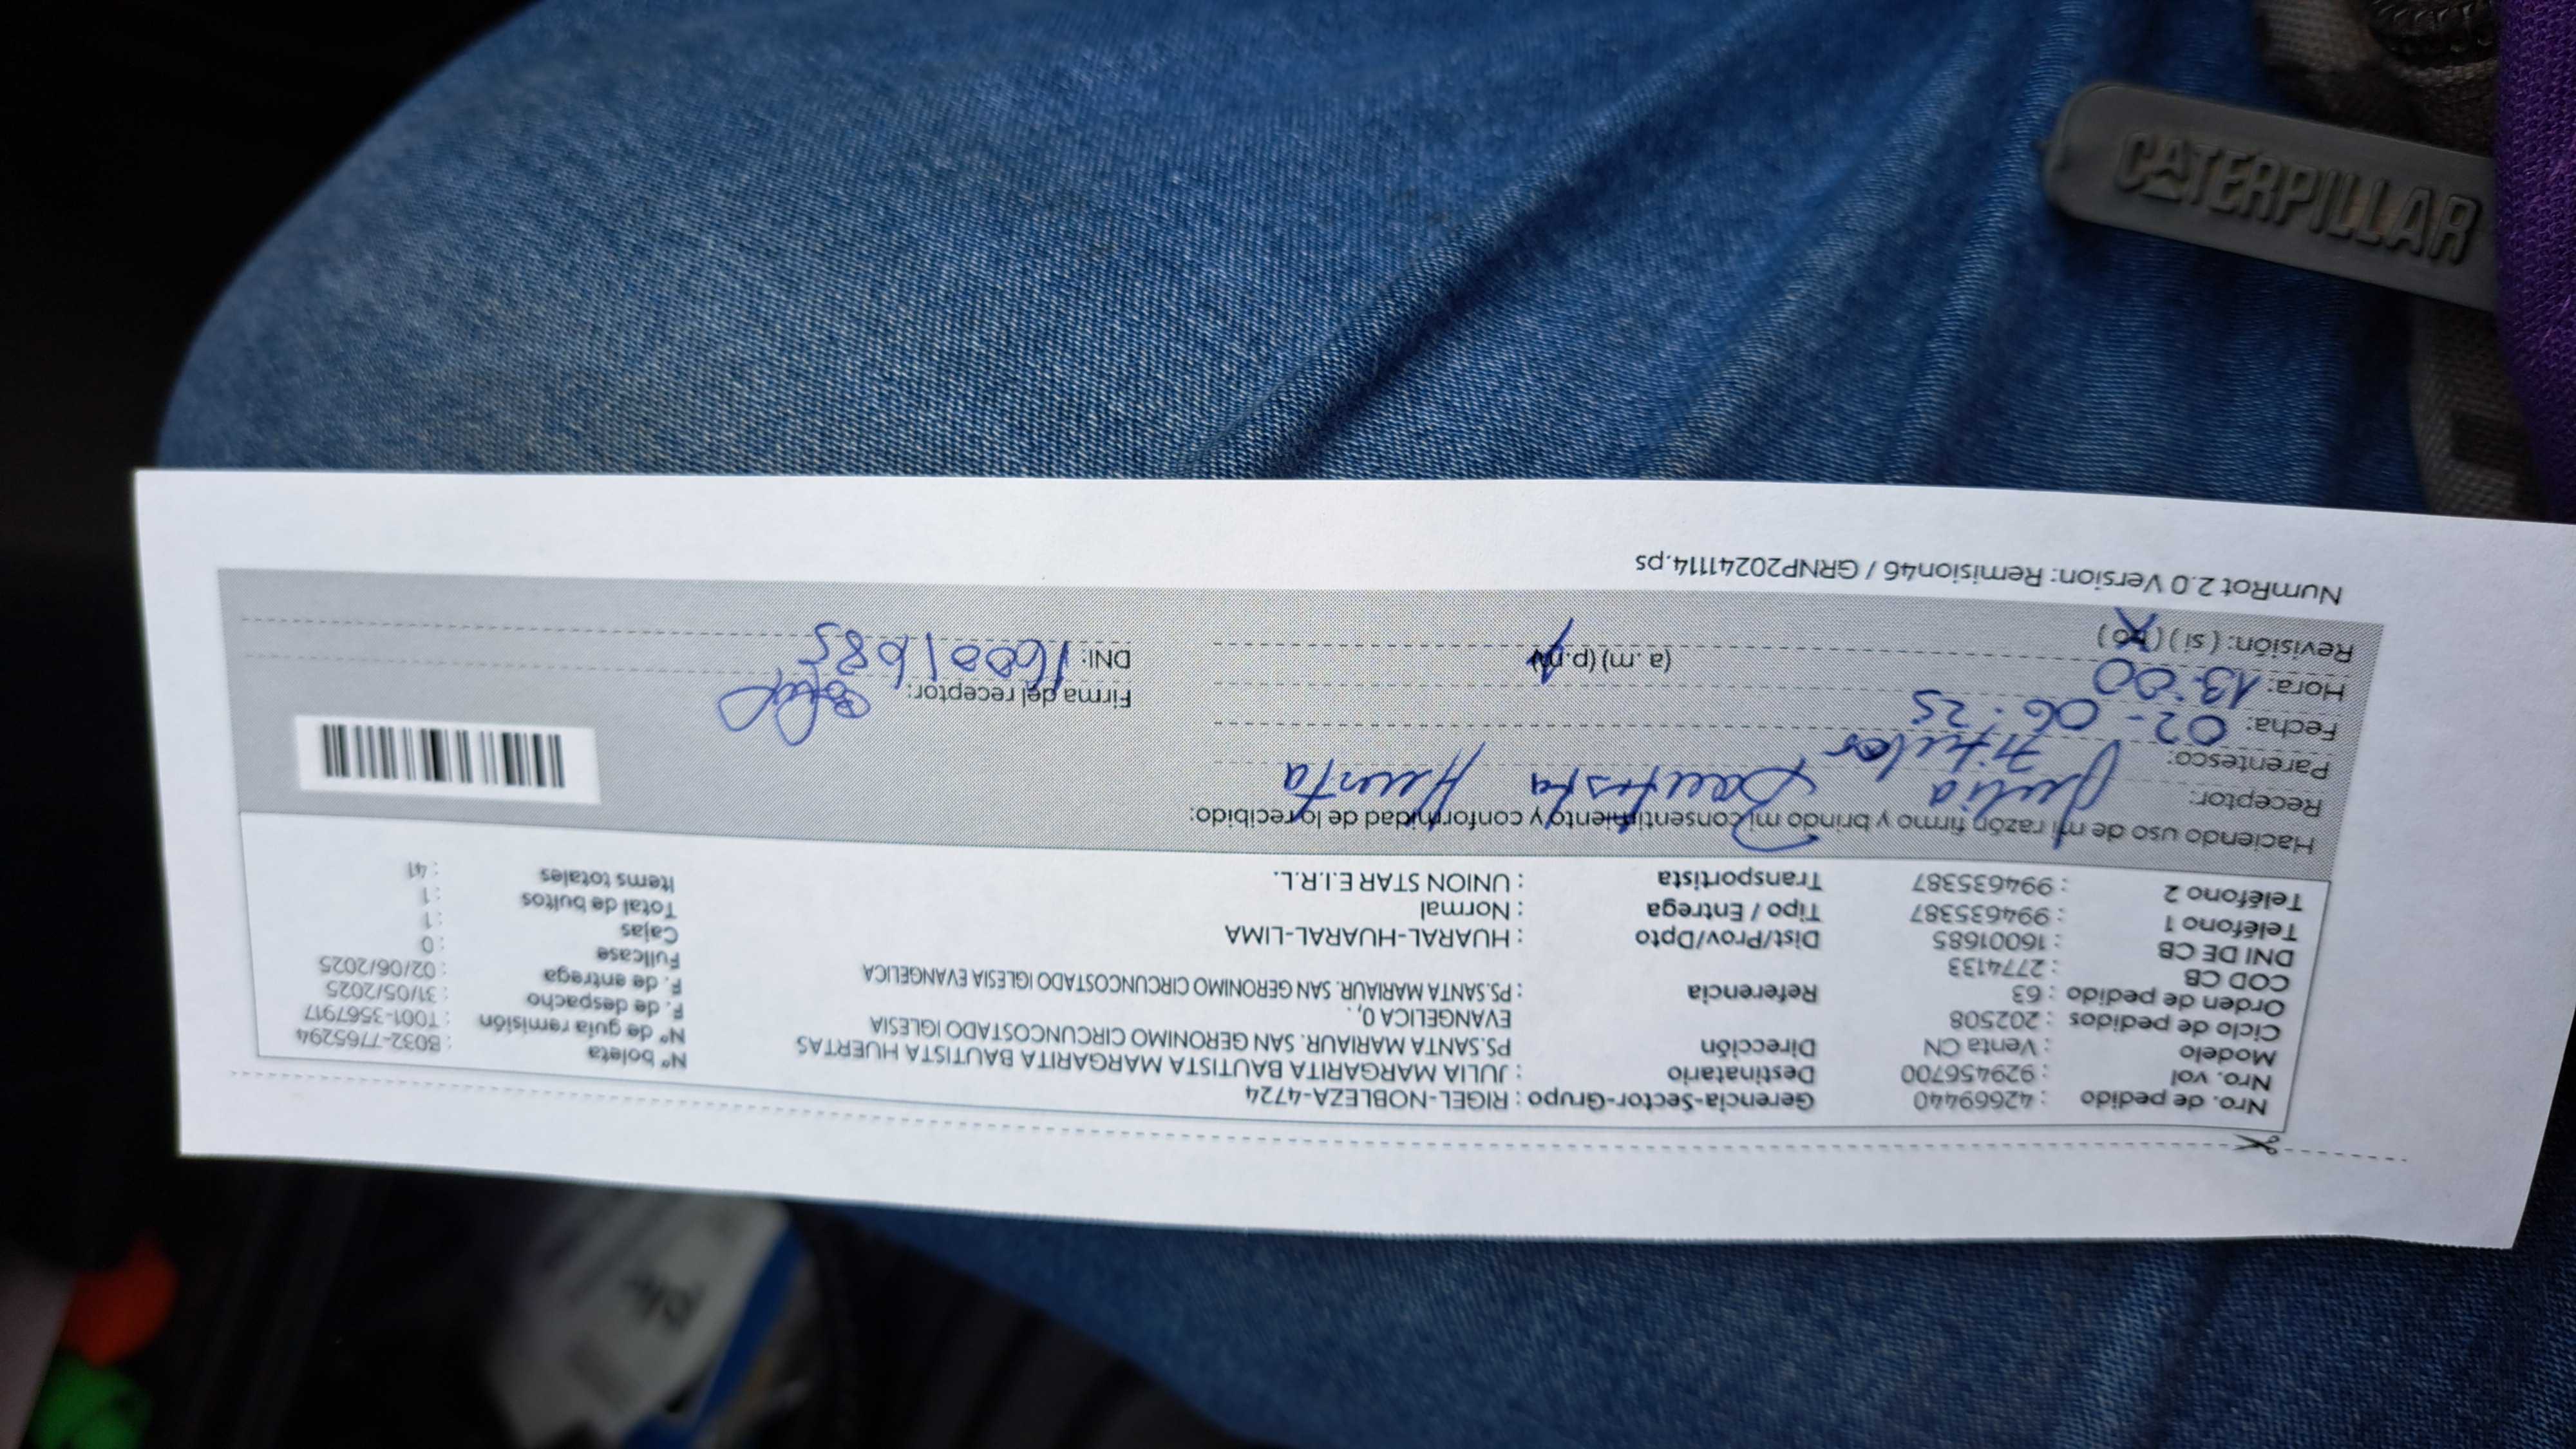 Nro. de pedido : 42669440 Gerencia-Sector-Grupo : RIGEL-NOBLEZA-4724
Nro. vol : 929456700 Destinatario : JULIA MARGARITA BAUTISTA MARGARITA BAUTISTA HUERTAS Nº boleta : B032-7765294
Modelo : Venta CN Dirección PS.SANTA MARIAUR. SAN GERONIMO CIRCUNCOSTADO IGLESIA Nº de guía remisión : T001-3567917
Ciclo de pedidos : 202508 EVANGELICA 0, . F. de despacho : 31/05/2025
Orden de pedido : 63 Referencia : PS.SANTA MARIAUR. SAN GERONIMO CIRCUNCOSTADO IGLESIA EVANGELICA F. de entrega : 02/06/2025
COD CB : 2774133 Fullcase : 0
DNI DE CB : 16001685 Dist/Prov/Dpto : HUARAL-HUARAL-LIMA Cajas : 1
Teléfono 1 : 994635387 Tipo / Entrega : Normal Total de bultos : 1
Teléfono 2 : 994635387 Transportista : UNION STAR E.I.R.L. Items totales : 41
Haciendo uso de mi razón firmo y brindo mi consentimiento y conformidad de lo recibido:
Receptor: Julia Bautista Huerta
Parentesco: Titular
Fecha: 02-06-25
Hora: 13:00 (a.m) (p.m) Firma del receptor:
Revisión: ( si ) ( no ) DNI: 16001685
NumRot 2.0 Version: Remision46 / GRNP20241114.ps
CATERPILLAR